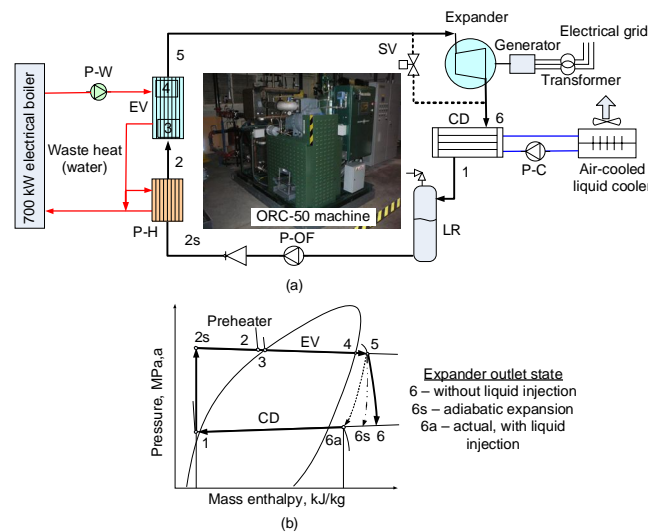 Expander
Electrical grid
5
SV
Generator
Transformer
P-W
4
EV
3
6
CD
700 kW electrical boiler
Waste heat
(water)
2
P-C
Air-cooled
liquid cooler
1
ORC-50 machine
LR
P-H
2s
P-OF
(a)
Preheater
2s
2
EV
4
5
3
Pressure, MPa,a
Expander outlet state
6 – without liquid injection
6s – adiabatic expansion
6a – actual, with liquid
injection
CD
1
6a
6s
6
Mass enthalpy, kJ/kg
(b)